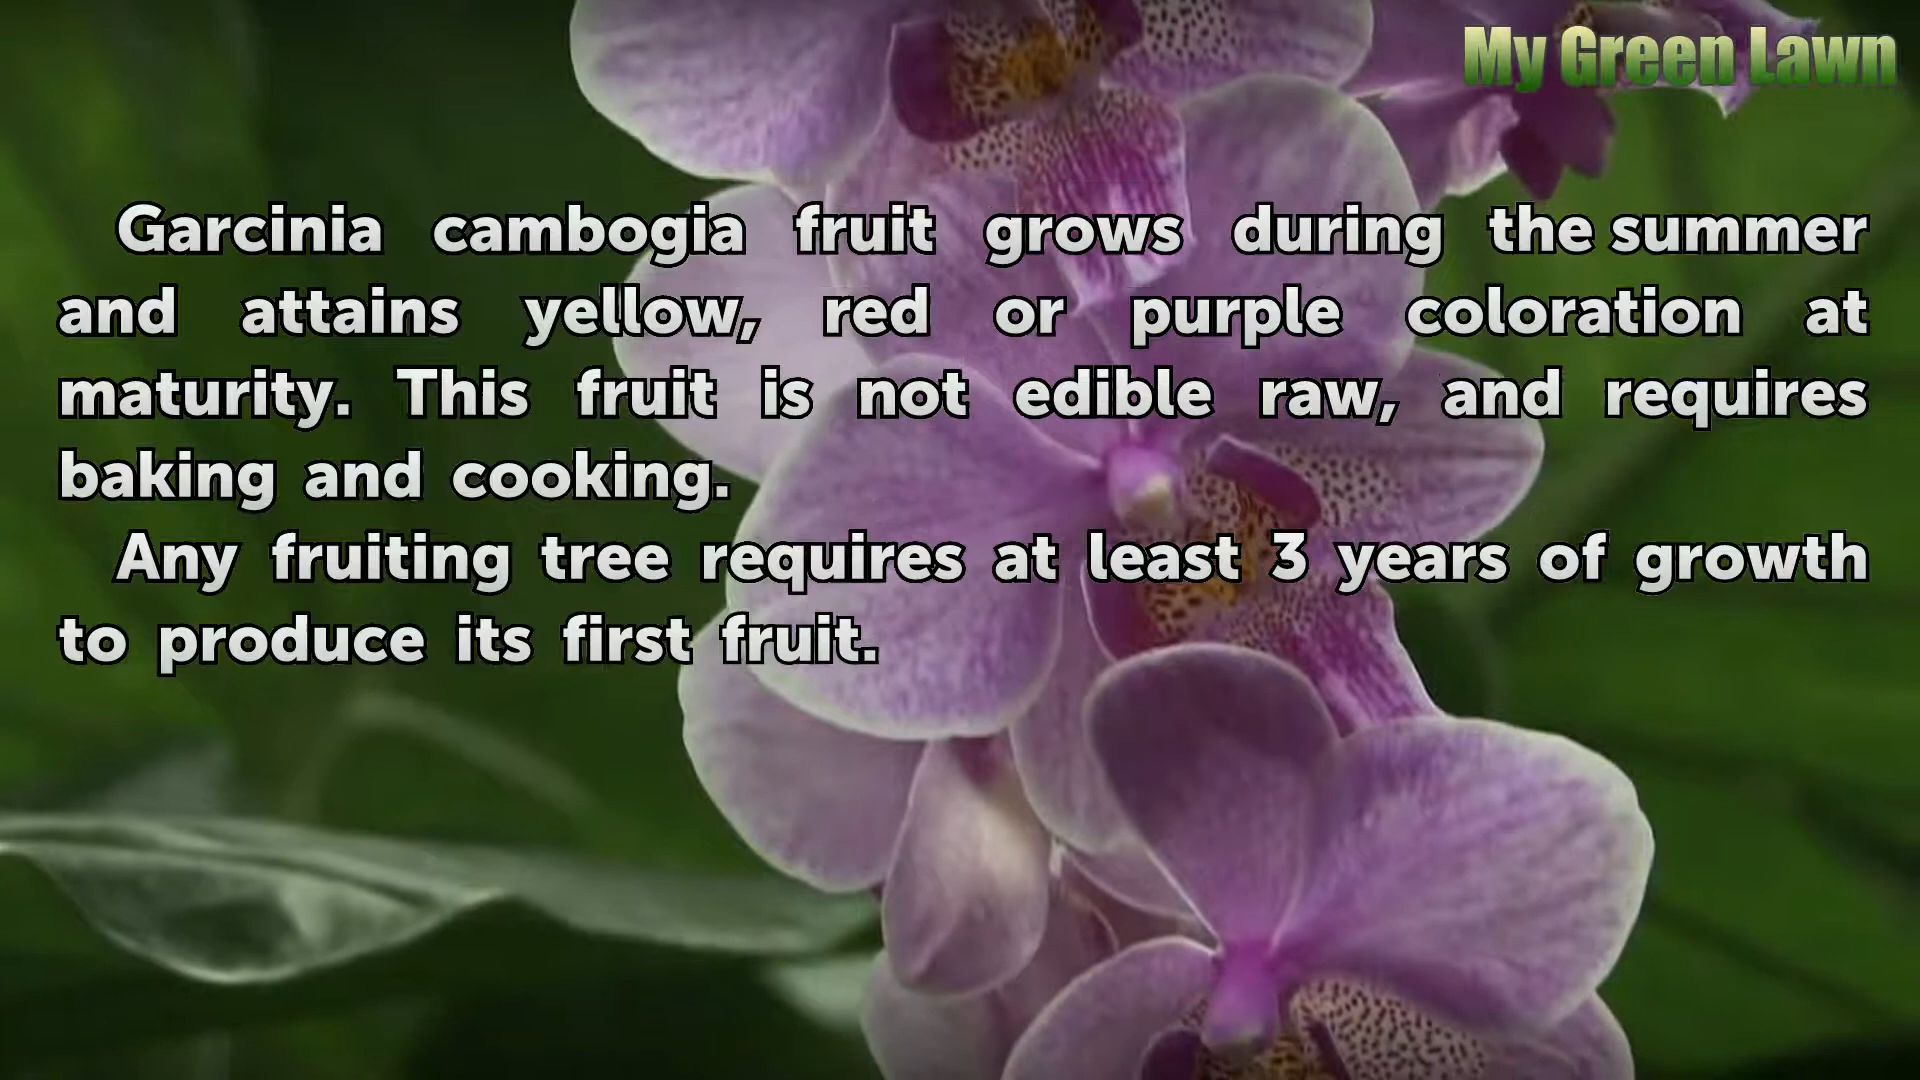 My Green Lawn
Garcinia cambogia fruit grows during the summer
and attains yellow, red or purple coloration at
maturity. This fruit is not edible raw, and requires
baking and cooking.
Any fruiting tree requires at least 3 years of growth
to produce its first fruit.